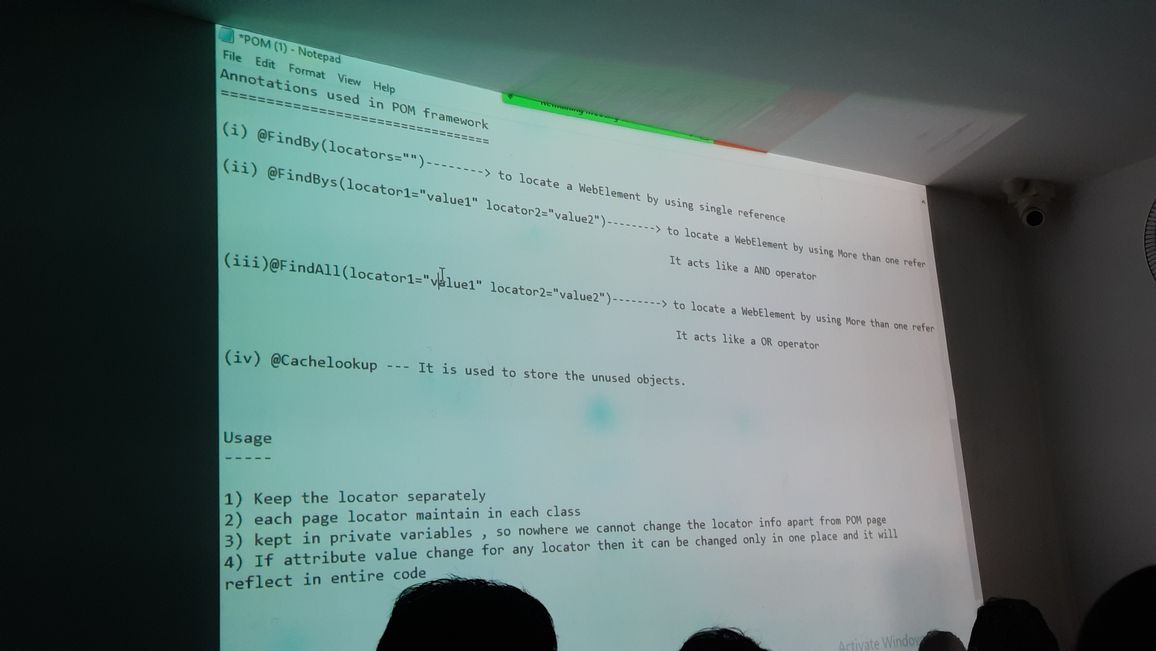 *POM (1) - Notepad
File Edit Format View Help
Annotations used in POM framework
=================================
(i) @FindBy(locators="")--------> to locate a WebElement by using single reference
(ii) @FindBys(locator1="value1" locator2="value2")--------> to locate a WebElement by using More than one refer
It acts like a AND operator
(iii)@FindAll(locator1="value1" locator2="value2")--------> to locate a WebElement by using More than one refer
It acts like a OR operator
(iv) @Cachelookup --- It is used to store the unused objects.
Usage
-----
1) Keep the locator separately
2) each page locator maintain in each class
3) kept in private variables , so nowhere we cannot change the locator info apart from POM page
4) If attribute value change for any locator then it can be changed only in one place and it will
reflect in entire code
Activate Windows